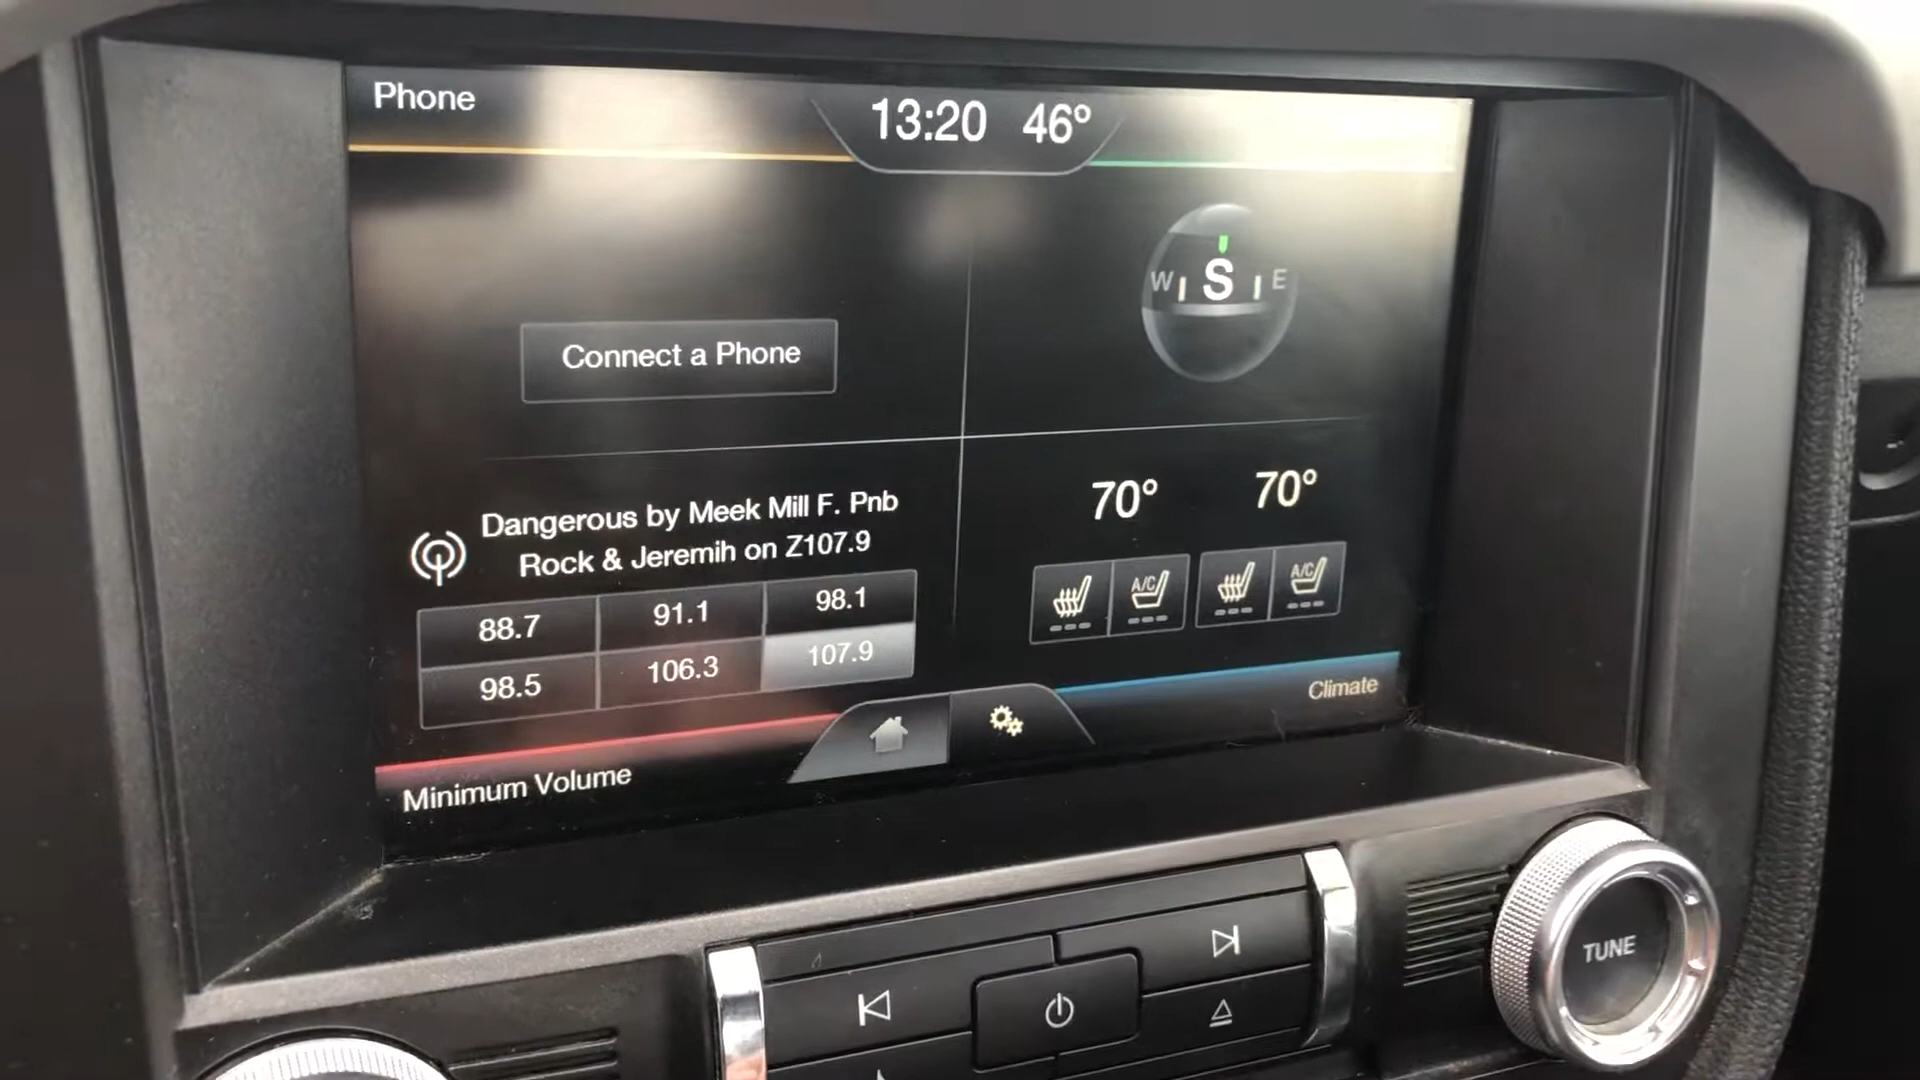 Phone
13:20 46°
W S E
Connect a Phone
Dangerous by Meek Mill F. Pnb
Rock & Jeremih on Z107.9
88.7 91.1 98.1
98.5 106.3 107.9
70° 70°
A/C A/C
Climate
Minimum Volume
TUNE